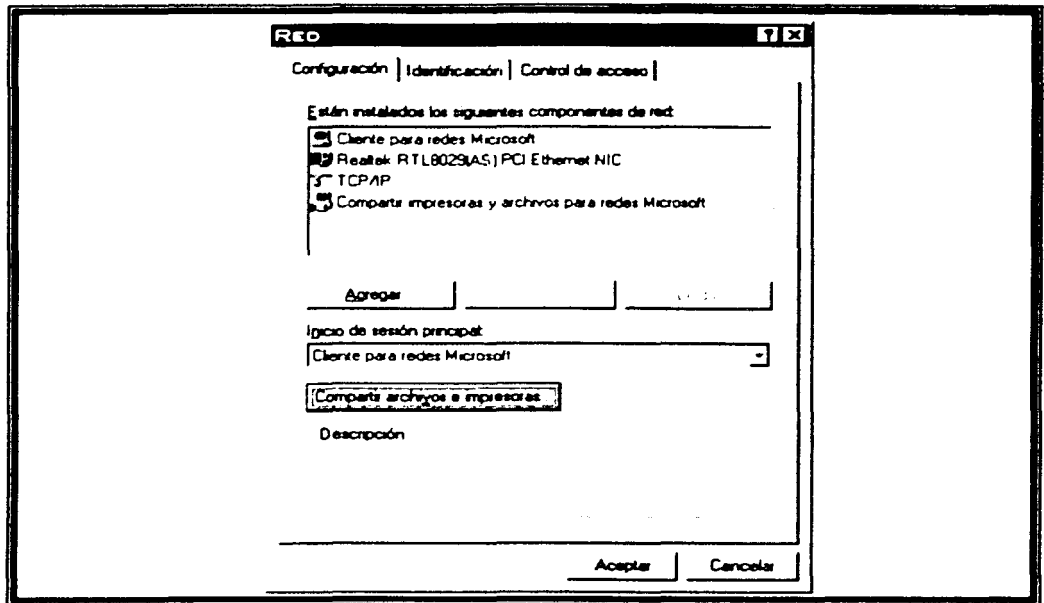 RED
Configuración Identificación Control de acceso
Están instalados los siguientes componentes de red:
Cliente para redes Microsoft
Realtek RTL8029(AS) PCI Ethernet NIC
TCP/IP
Compartir impresoras y archivos para redes Microsoft
Agregar
Inicio de sesión principal:
Cliente para redes Microsoft
Compartir archivos e impresoras...
Descripción
Aceptar Cancelar